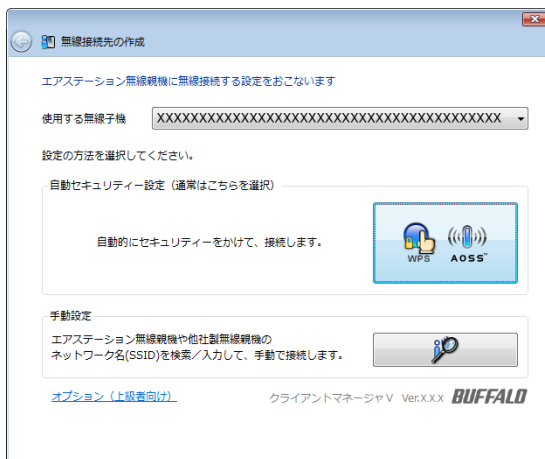 無線接続先の作成
エアステーション無線親機に無線接続する設定をおこないます
使用する無線子機 XXXXXXXXXXXXXXXXXXXXXXXXXXXXXXXXXXXXXXXXX
設定の方法を選択してください。
自動セキュリティー設定（通常はこちらを選択）
自動的にセキュリティーをかけて、接続します。
WPS AOSS™
手動設定
エアステーション無線親機や他社製無線親機の
ネットワーク名(SSID)を検索／入力して、手動で接続します。
オプション（上級者向け） クライアントマネージャV Ver.X.X.X BUFFALO